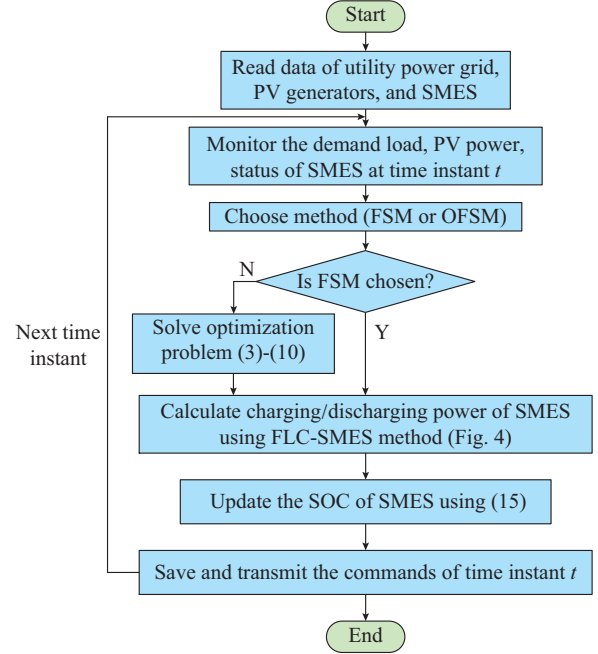 Start
Read data of utility power grid,
PV generators, and SMES
Monitor the demand load, PV power,
status of SMES at time instant t
Choose method (FSM or OFSM)
Is FSM chosen?
N
Y
Solve optimization
problem (3)-(10)
Next time
instant
Calculate charging/discharging power of SMES
using FLC-SMES method (Fig. 4)
Update the SOC of SMES using (15)
Save and transmit the commands of time instant t
End